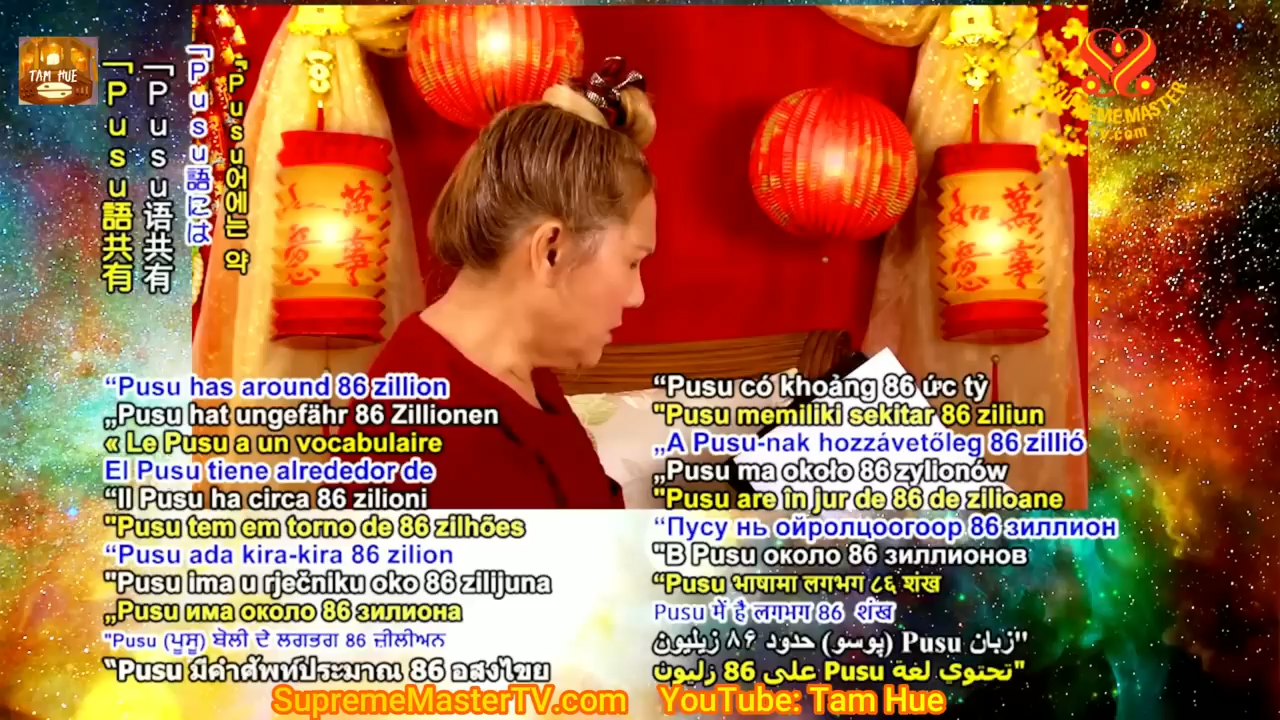 TAM HUE
「Pusu語共有
「Pusu语共有
「Pusu語には
"Pusu어에는 약
萬事
如意
萬事
如意
SUPREME MASTER
TV.com
“Pusu has around 86 zillion
„Pusu hat ungefähr 86 Zillionen
« Le Pusu a un vocabulaire
El Pusu tiene alrededor de
“Il Pusu ha circa 86 zilioni
"Pusu tem em torno de 86 zilhões
“Pusu ada kira-kira 86 zilion
"Pusu ima u rječniku oko 86 zilijuna
„Pusu има около 86 зилиона
"Pusu (ਪੂਸੂ) ਬੋਲੀ ਦੇ ਲਗਭਗ 86 ਜ਼ੀਲੀਅਨ
“Pusu มีคำศัพท์ประมาณ 86 อสงไขย
“Pusu có khoảng 86 ức tỷ
"Pusu memiliki sekitar 86 ziliun
„A Pusu-nak hozzávetőleg 86 zillió
„Pusu ma około 86 zylionów
"Pusu are în jur de 86 de zilioane
“Пусу нь ойролцоогоор 86 зиллион
"В Pusu около 86 зиллионов
“Pusu भाषामा लगभग ८६ शंख
Pusu में है लगभग 86 शंख
"زبان Pusu (پوسو) حدود ۸۶ زیلیون
"تحتوي لغة Pusu على 86 زليون
SupremeMasterTV.com YouTube: Tam Hue